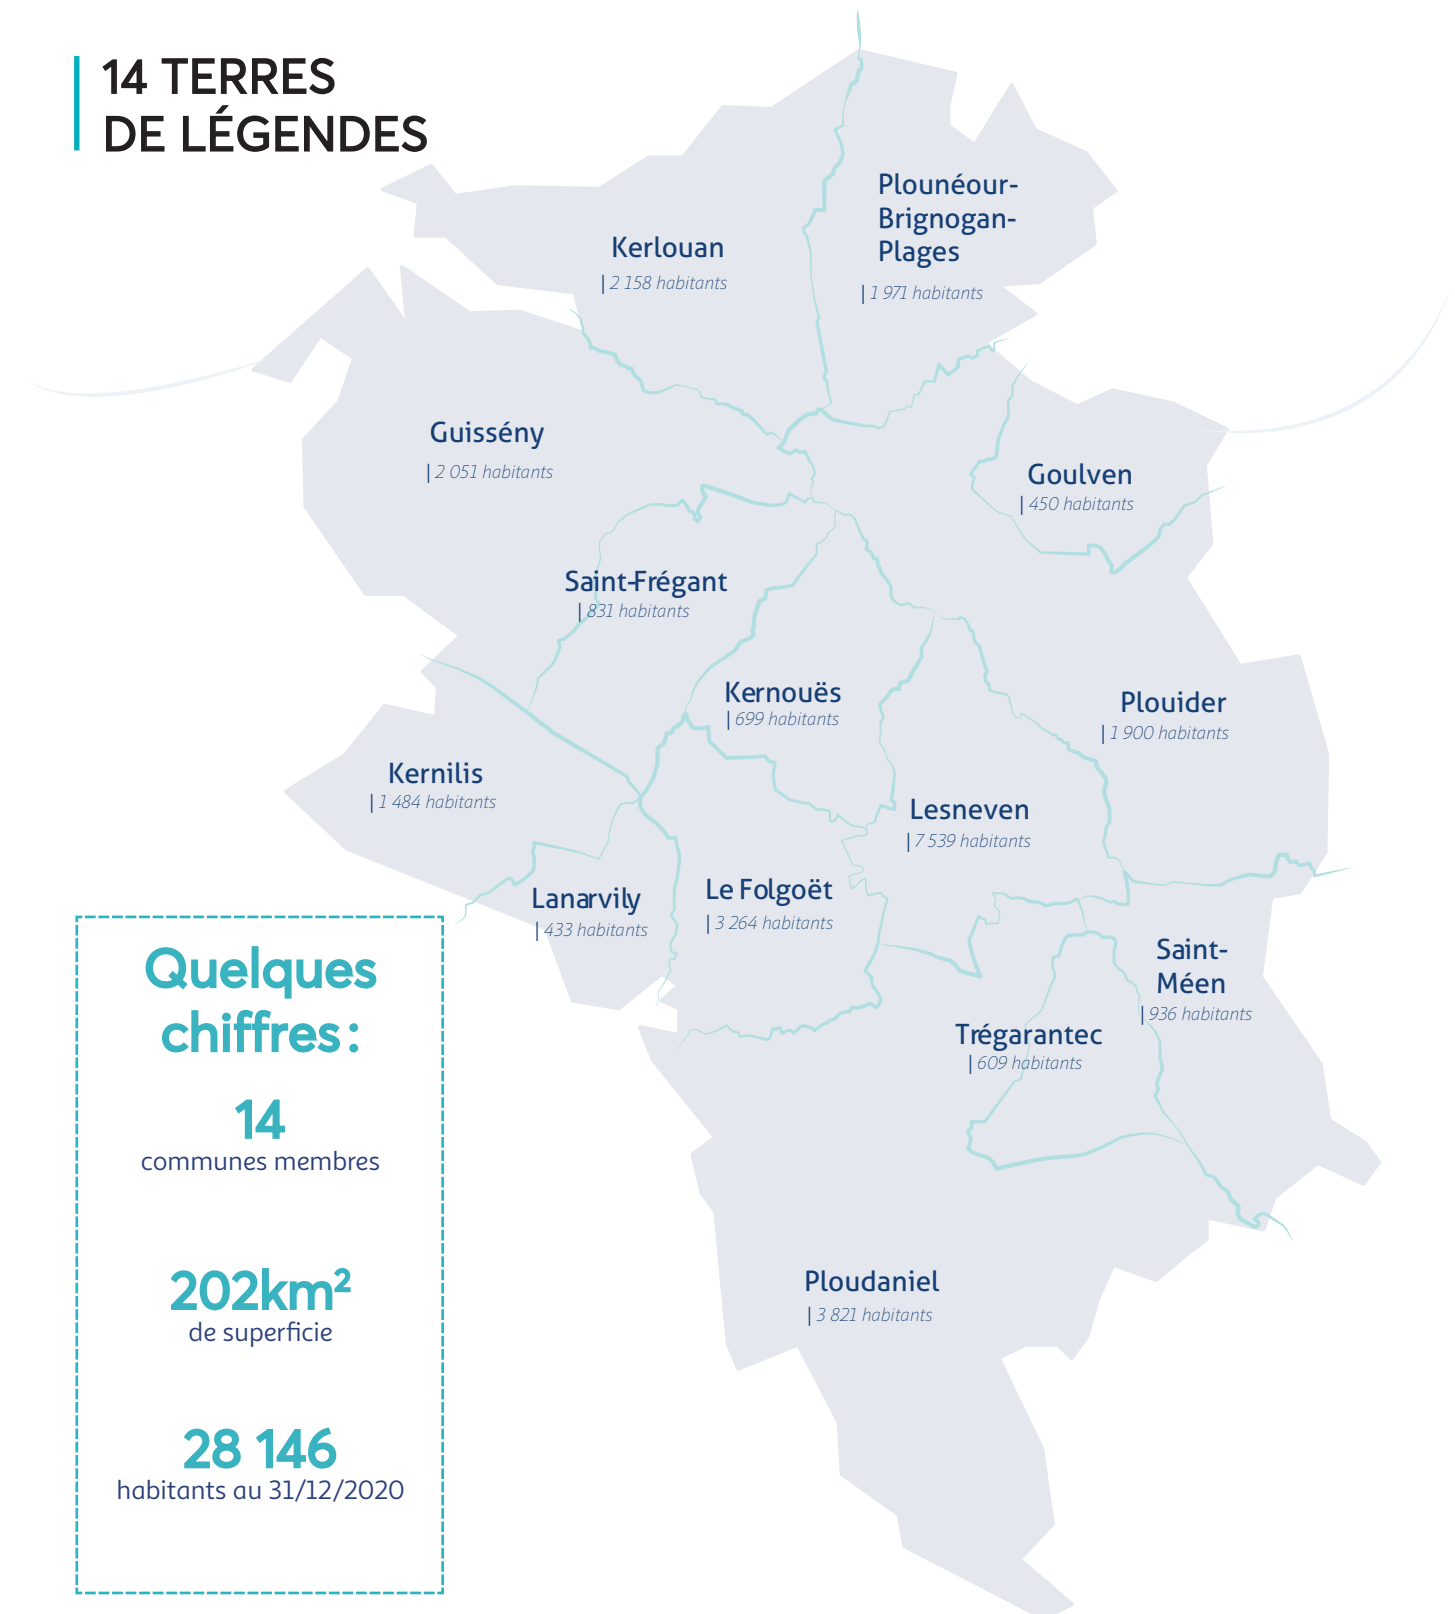 14 TERRES
DE LÉGENDES
Plounéour-
Brignogan-
Plages
| 1 971 habitants
Kerlouan
| 2 158 habitants
Guissény
| 2 051 habitants
Goulven
| 450 habitants
Saint-Frégant
| 831 habitants
Kernouës
| 699 habitants
Plouider
| 1 900 habitants
Kernilis
| 1 484 habitants
Lesneven
| 7 539 habitants
Lanarvily
| 433 habitants
Le Folgoët
| 3 264 habitants
Saint-
Méen
| 936 habitants
Trégarantec
| 609 habitants
Ploudaniel
| 3 821 habitants
Quelques
chiffres :
14
communes membres
202km²
de superficie
28 146
habitants au 31/12/2020